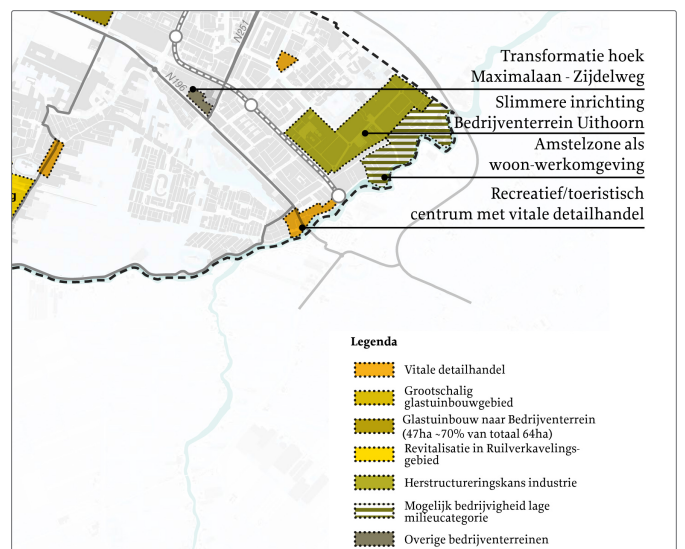 N251
N196
Transformatie hoek
Maximalaan - Zijdelweg
Slimmere inrichting
Bedrijventerrein Uithoorn
Amstelzone als
woon-werkomgeving
Recreatief/toeristisch
centrum met vitale detailhandel
g
Legenda
Vitale detailhandel
Grootschalig
glastuinbouwgebied
Glastuinbouw naar Bedrijventerrein
(47ha ~70% van totaal 64ha)
Revitalisatie in Ruilverkavelings-
gebied
Herstructureringskans industrie
Mogelijk bedrijvigheid lage
milieucategorie
Overige bedrijventerreinen